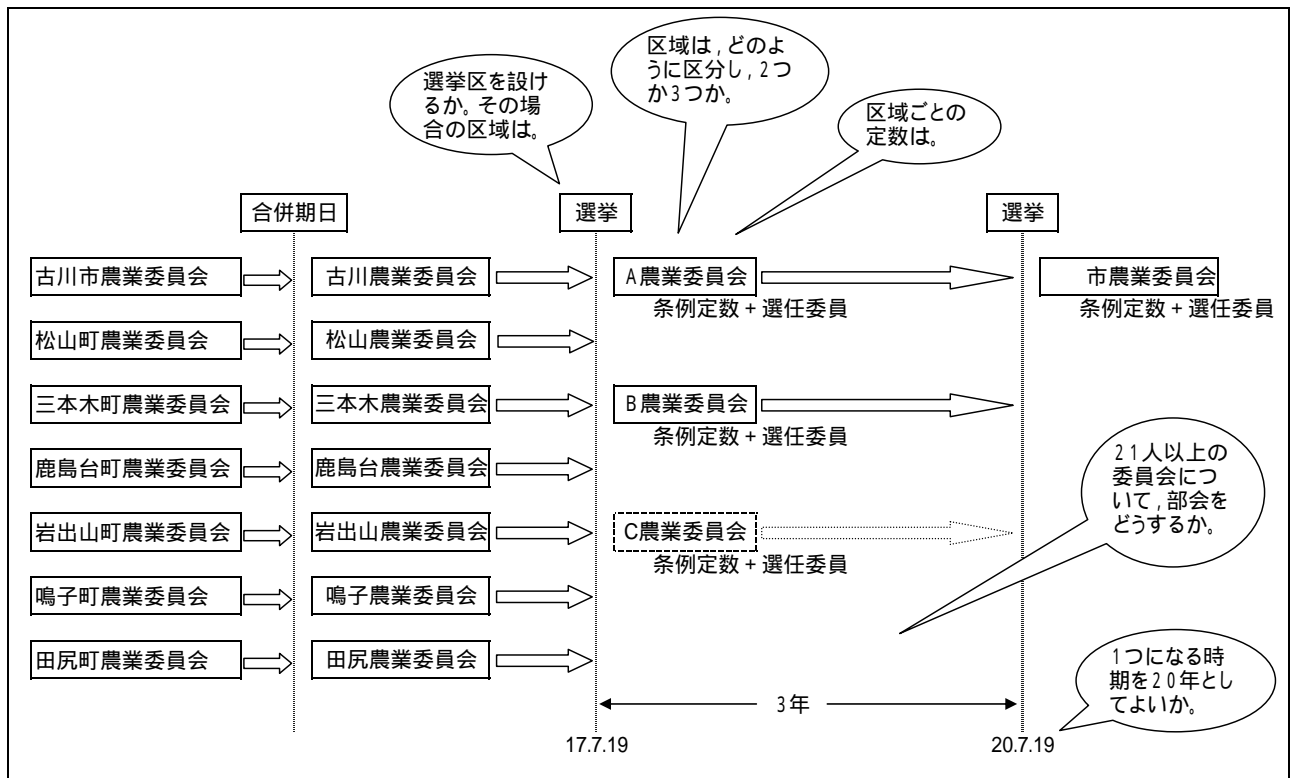 選挙区を設け
るか。その場
合の区域は。
区域は，どのよ
うに区分し，2つ
か3つか。
区域ごとの
定数は。
合併期日
選挙
選挙
古川市農業委員会
古川農業委員会
A農業委員会
条例定数+選任委員
市農業委員会
条例定数+選任委員
松山町農業委員会
松山農業委員会
三本木町農業委員会
三本木農業委員会
B農業委員会
条例定数+選任委員
鹿島台町農業委員会
鹿島台農業委員会
21人以上の
委員会につ
いて，部会を
どうするか。
岩出山町農業委員会
岩出山農業委員会
C農業委員会
条例定数+選任委員
鳴子町農業委員会
鳴子農業委員会
田尻町農業委員会
田尻農業委員会
1つになる時
期を20年とし
てよいか。
3年
17.7.19
20.7.19